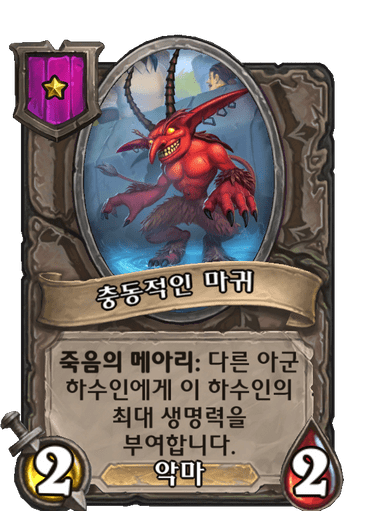 충동적인 마귀
죽음의 메아리: 다른 아군
하수인에게 이 하수인의
최대 생명력을
부여합니다.
악마
2
2